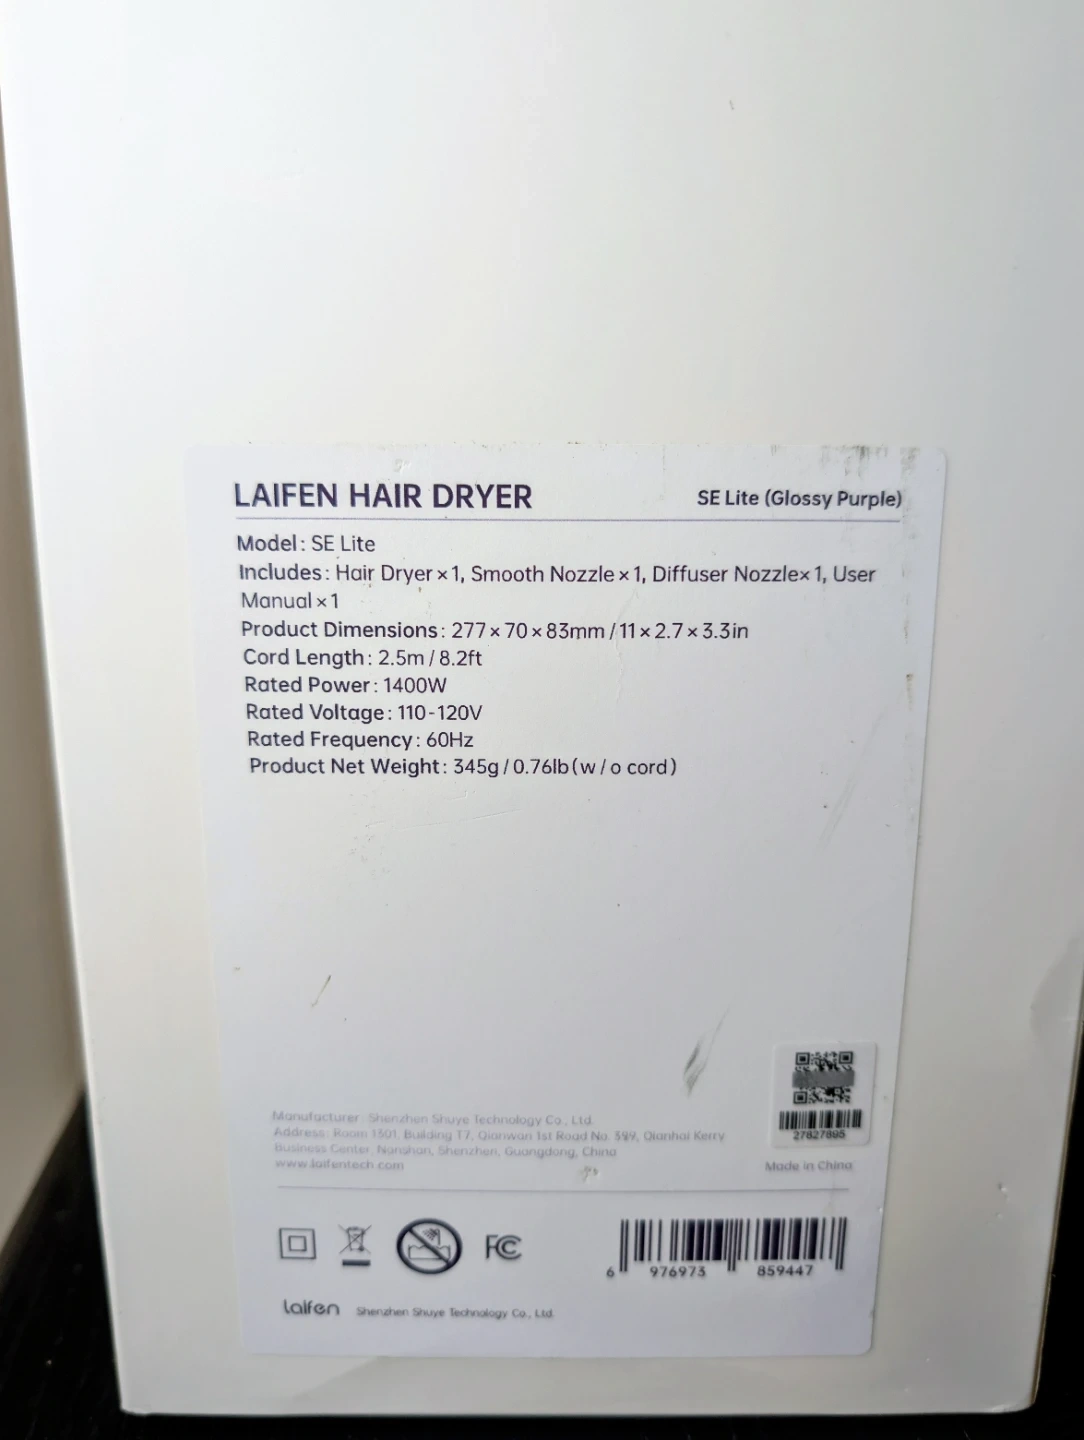 LAIFEN HAIR DRYER
SE Lite (Glossy Purple)
Model: SE Lite
Includes: Hair Dryer×1, Smooth Nozzle×1, Diffuser Nozzle×1, User
Manual×1
Product Dimensions: 277×70×83mm/11×2.7×3.3in
Cord Length: 2.5m/8.2ft
Rated Power: 1400W
Rated Voltage: 110-120V
Rated Frequency: 60Hz
Product Net Weight: 345g/0.76lb(w/o cord)
27827895
Manufacturer: Shenzhen Shuye Technology Co., Ltd.
Address: Room 1301, Building T7, Qianwan 1st Road No. 399, Qianhai Kerry
Business Center, Nanshan, Shenzhen, Guangdong, China
www.laifentech.com
Made in China
FC
6 976973 859447
laifen Shenzhen Shuye Technology Co., Ltd.